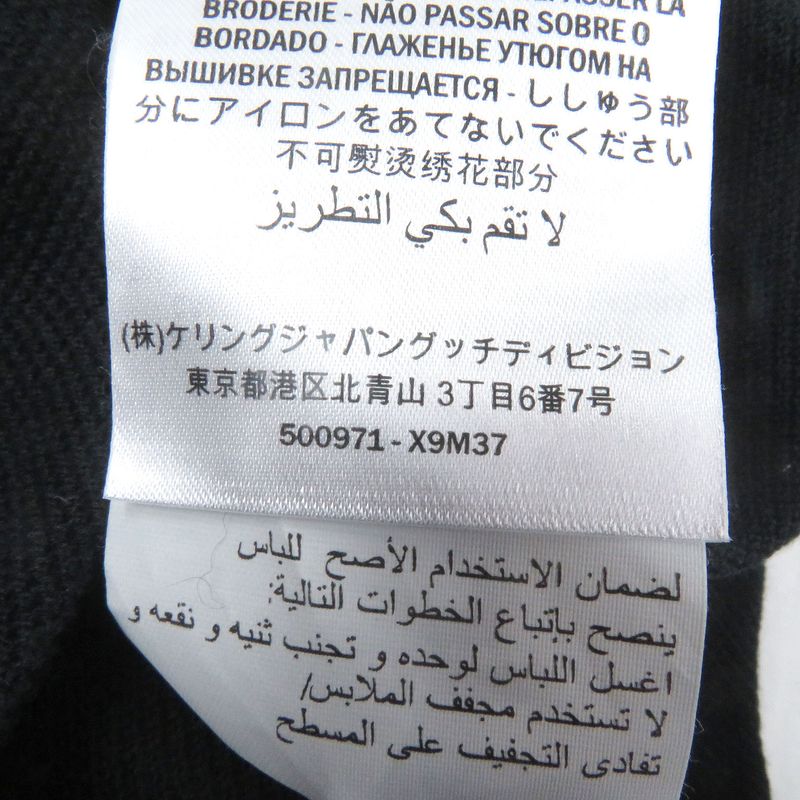 BRODERIE - NÃO PASSAR SOBRE O
BORDADO - ГЛАЖЕНЬЕ УТЮГОМ НА
ВЫШИВКЕ ЗАПРЕЩАЕТСЯ - ししゅう部
分にアイロンをあてないでください
不可熨烫绣花部分
لا تقم بكي التطريز
(株)ケリングジャパングッチディビジョン
東京都港区北青山 3丁目6番7号
500971 - X9M37
لضمان الاستخدام الأصح للباس
ينصح بإتباع الخطوات التالية:
اغسل اللباس لوحده و تجنب ثنيه و نقعه و
لا تستخدم مجفف الملابس/
تفادى التجفيف على المسطح